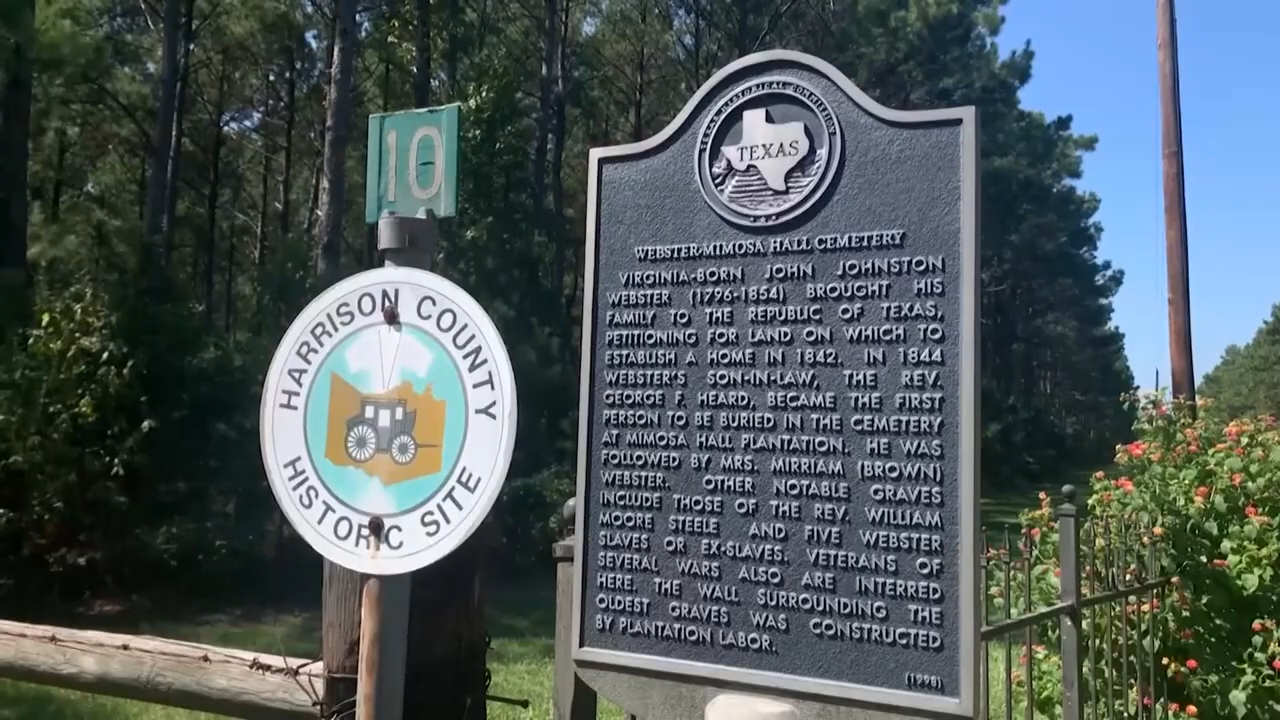 10
HARRISON COUNTY
HISTORIC SITE
TEXAS HISTORICAL COMMISSION
TEXAS
WEBSTER-MIMOSA HALL CEMETERY
VIRGINIA-BORN JOHN JOHNSTON
WEBSTER (1796-1854) BROUGHT HIS
FAMILY TO THE REPUBLIC OF TEXAS,
PETITIONING FOR LAND ON WHICH TO
ESTABLISH A HOME IN 1842. IN 1844
WEBSTER'S SON-IN-LAW, THE REV.
GEORGE F. HEARD, BECAME THE FIRST
PERSON TO BE BURIED IN THE CEMETERY
AT MIMOSA HALL PLANTATION. HE WAS
FOLLOWED BY MRS. MIRRIAM (BROWN)
WEBSTER. OTHER NOTABLE GRAVES
INCLUDE THOSE OF THE REV. WILLIAM
MOORE STEELE AND FIVE WEBSTER
SLAVES OR EX-SLAVES. VETERANS OF
SEVERAL WARS ALSO ARE INTERRED
HERE. THE WALL SURROUNDING THE
OLDEST GRAVES WAS CONSTRUCTED
BY PLANTATION LABOR.
(1998)